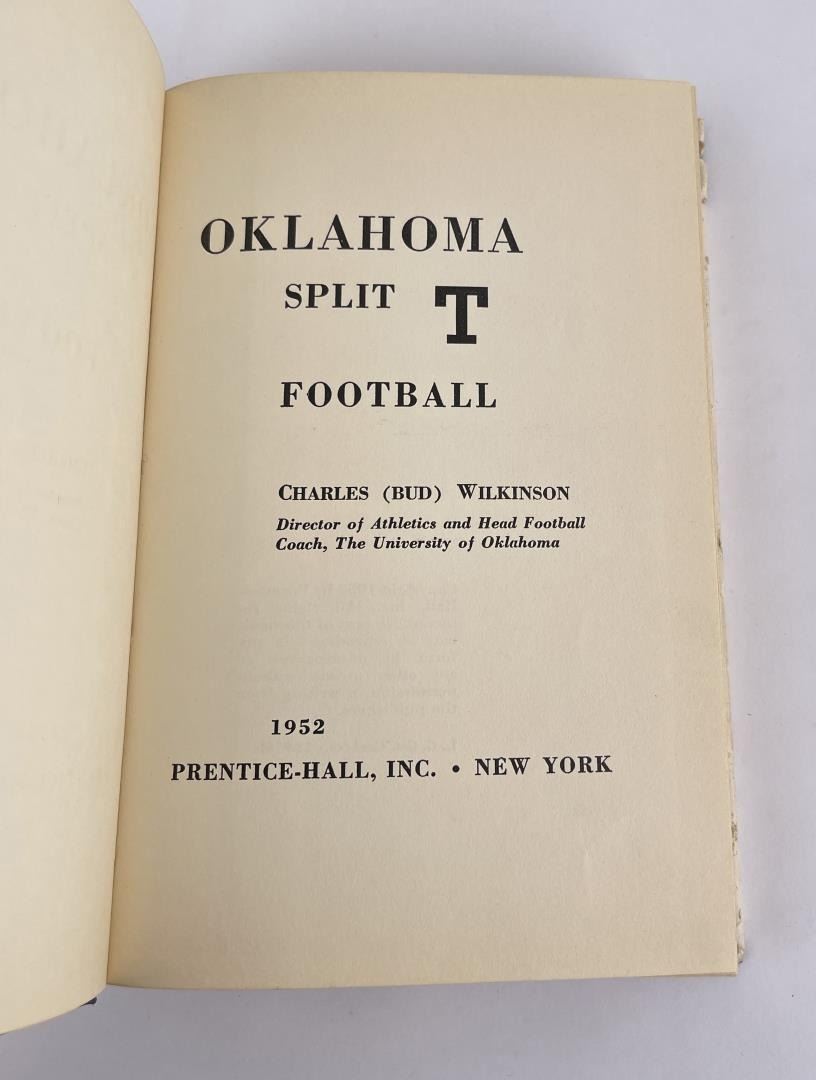 OKLAHOMA
SPLIT T
FOOTBALL
CHARLES (BUD) WILKINSON
Director of Athletics and Head Football
Coach, The University of Oklahoma
1952
PRENTICE-HALL, INC. • NEW YORK